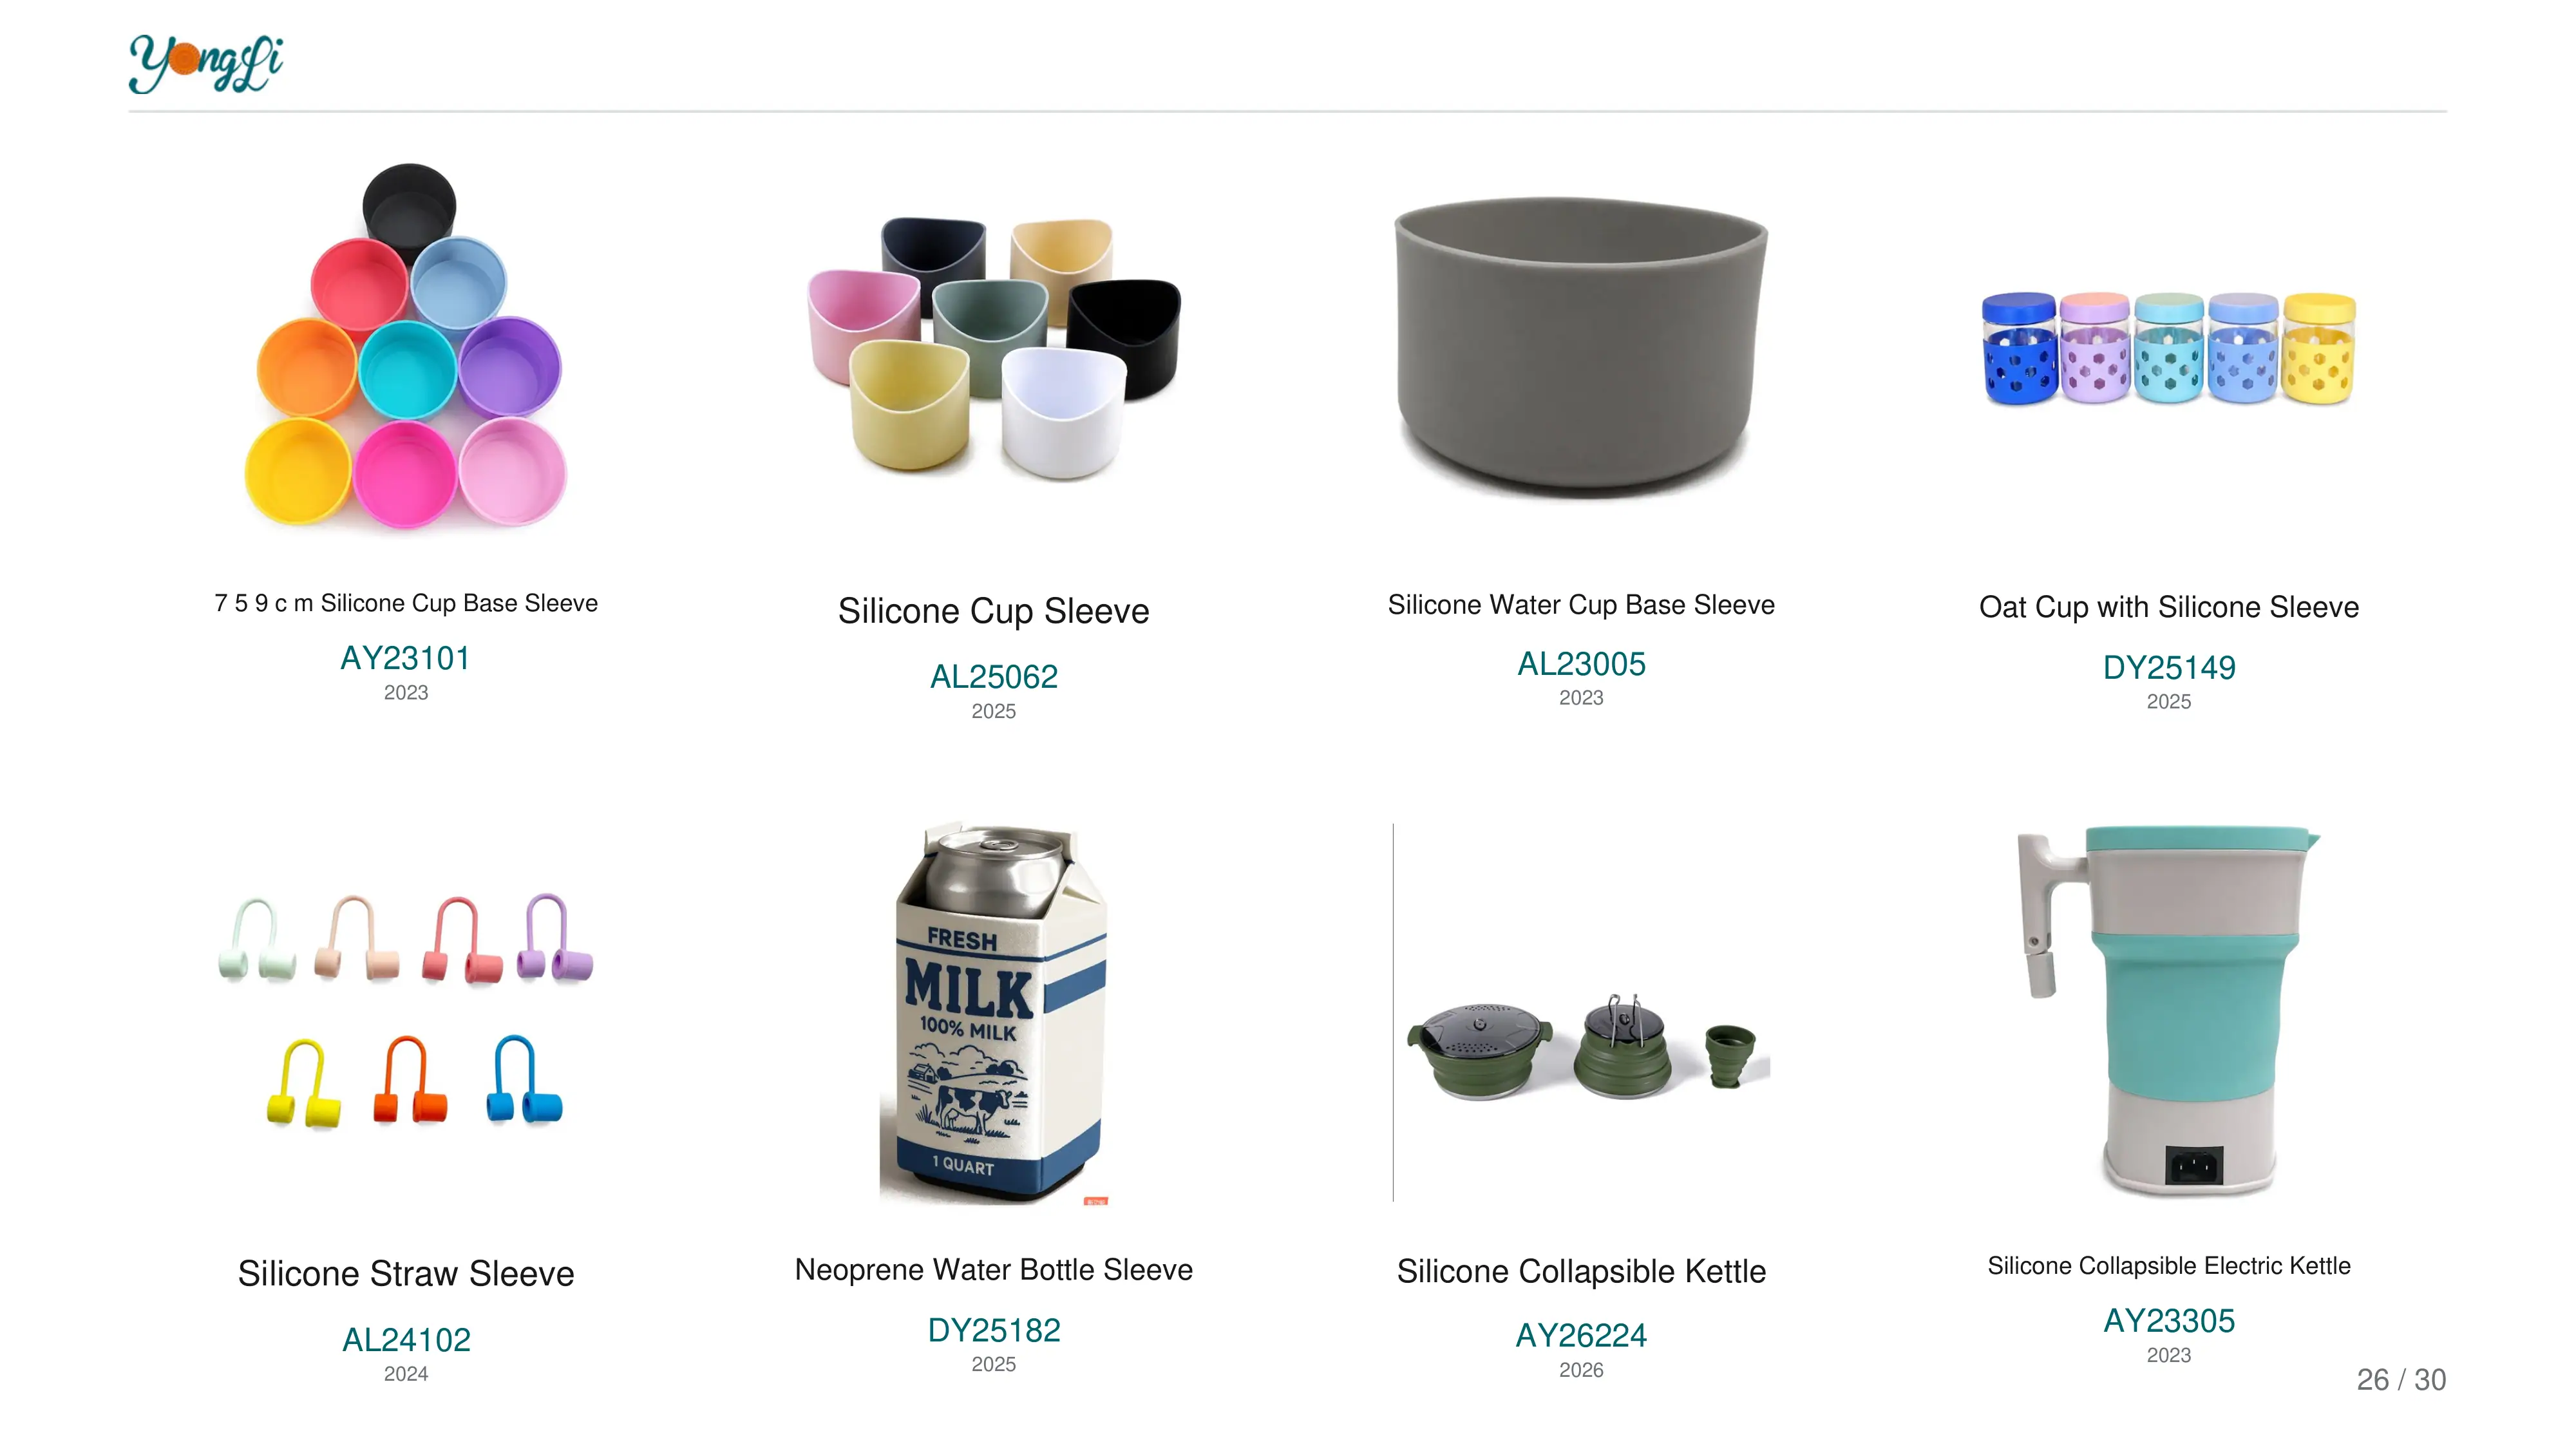 YongLi
7 5 9 c m Silicone Cup Base Sleeve
AY23101
2023
Silicone Cup Sleeve
AL25062
2025
Silicone Water Cup Base Sleeve
AL23005
2023
Oat Cup with Silicone Sleeve
DY25149
2025
FRESH
MILK
100% MILK
1 QUART
Silicone Straw Sleeve
AL24102
2024
Neoprene Water Bottle Sleeve
DY25182
2025
Silicone Collapsible Kettle
AY26224
2026
Silicone Collapsible Electric Kettle
AY23305
2023
26 / 30